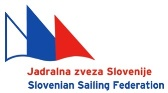 Jadralna zveza Slovenije
Slovenian Sailing Federation